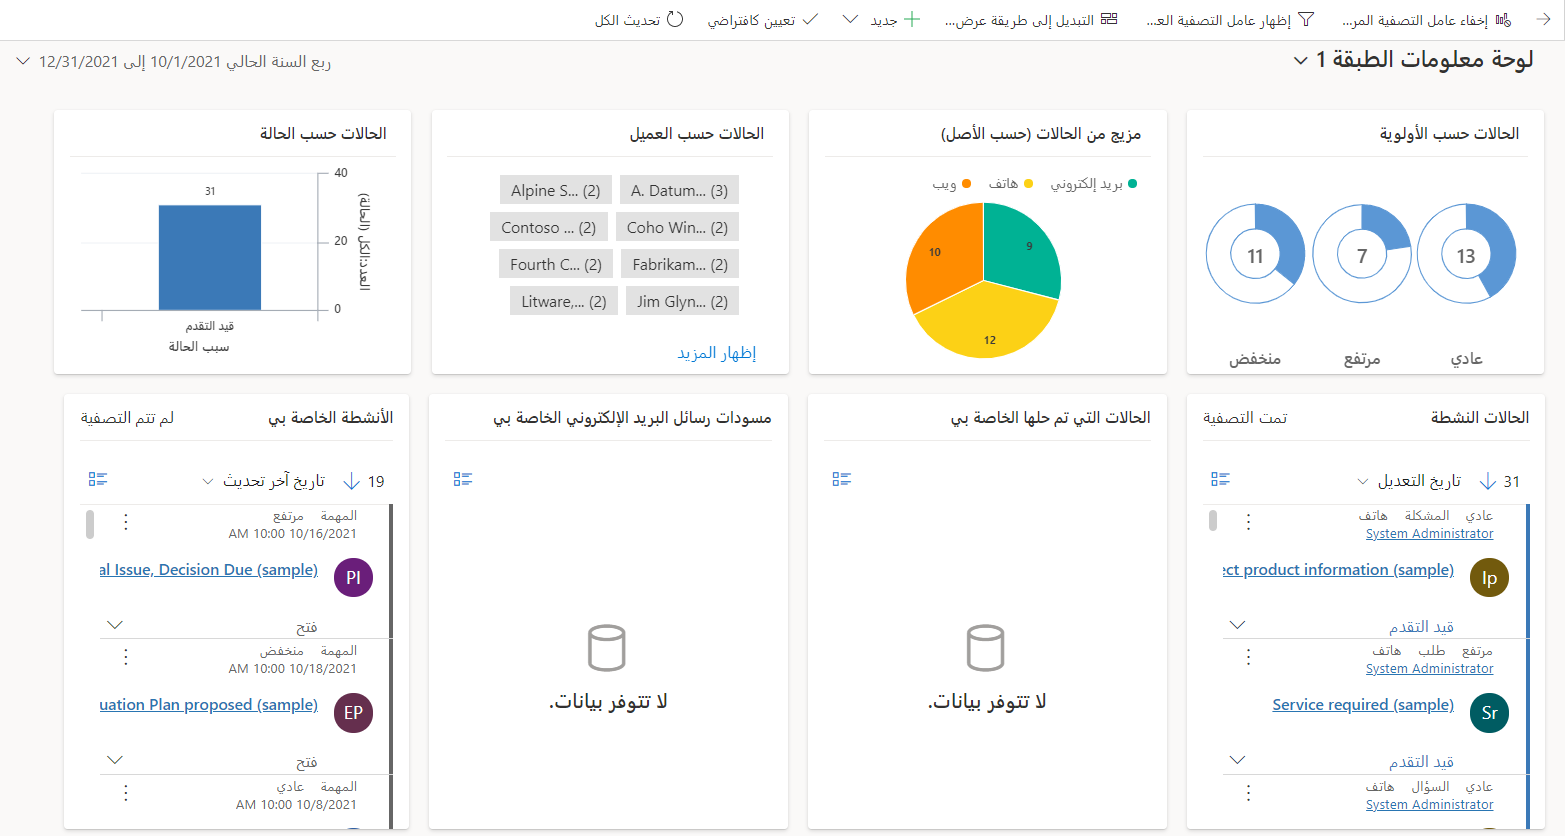 إخفاء عامل التصفية المر...
إظهار عامل التصفية الع...
التبديل إلى طريقة عرض...
جديد
تعيين كافتراضي
تحديث الكل
لوحة معلومات الطبقة 1
ربع السنة الحالي 10/1/2021 إلى 12/31/2021
الحالات حسب الأولوية
13
7
11
عادي
مرتفع
منخفض
مزيج من الحالات (حسب الأصل)
بريد إلكتروني
هاتف
ويب
9
10
12
الحالات حسب العميل
A. Datum... (3)
Alpine S... (2)
Coho Win... (2)
Contoso ... (2)
Fabrikam... (2)
Fourth C... (2)
Jim Glyn... (2)
Litware,... (2)
إظهار المزيد
الحالات حسب الحالة
40
20
0
العدد:الكل (الحالة)
31
قيد التقدم
سبب الحالة
الحالات النشطة
تمت التصفية
31
تاريخ التعديل
عادي المشكلة هاتف
System Administrator
Ip
ect product information (sample)
قيد التقدم
مرتفع طلب هاتف
System Administrator
Sr
Service required (sample)
قيد التقدم
عادي السؤال هاتف
System Administrator
الحالات التي تم حلها الخاصة بي
لا تتوفر بيانات.
مسودات رسائل البريد الإلكتروني الخاصة بي
لا تتوفر بيانات.
الأنشطة الخاصة بي
لم تتم التصفية
19
تاريخ آخر تحديث
المهمة مرتفع
10/16/2021 10:00 AM
PI
al Issue, Decision Due (sample)
فتح
المهمة منخفض
10/18/2021 10:00 AM
EP
uation Plan proposed (sample)
فتح
المهمة عادي
10/8/2021 10:00 AM